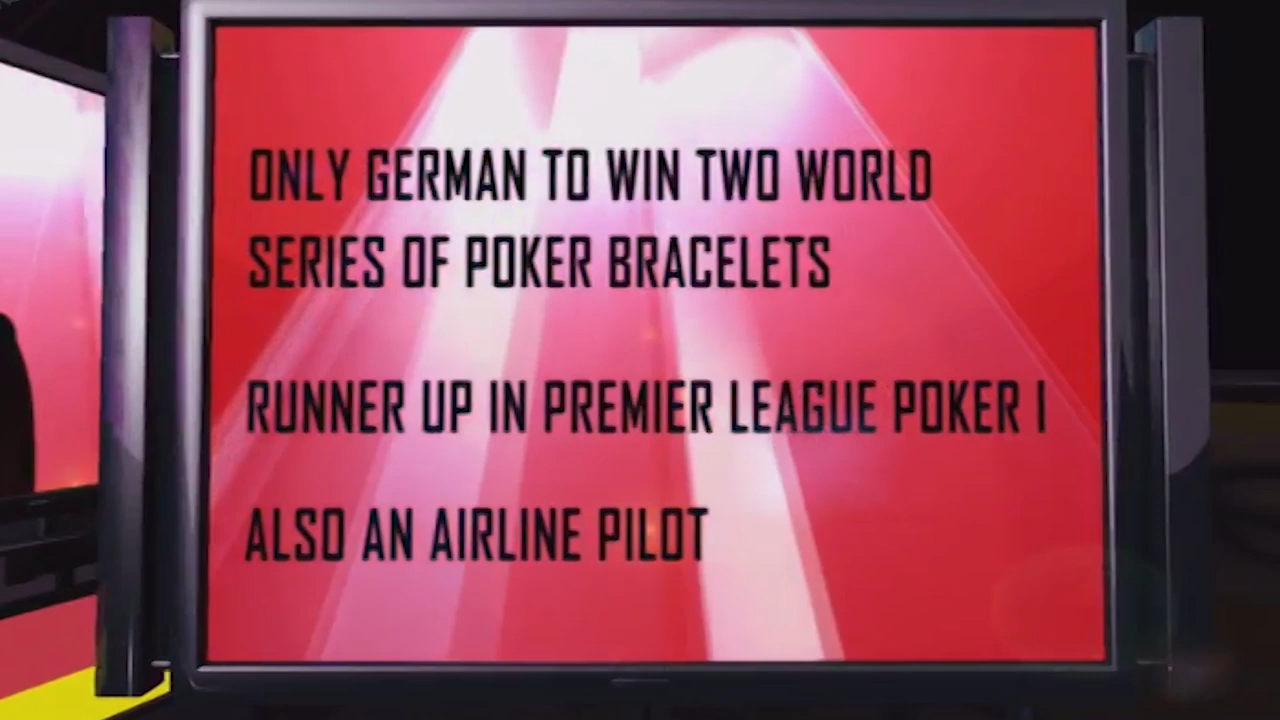 ONLY GERMAN TO WIN TWO WORLD
SERIES OF POKER BRACELETS
RUNNER UP IN PREMIER LEAGUE POKER I
ALSO AN AIRLINE PILOT